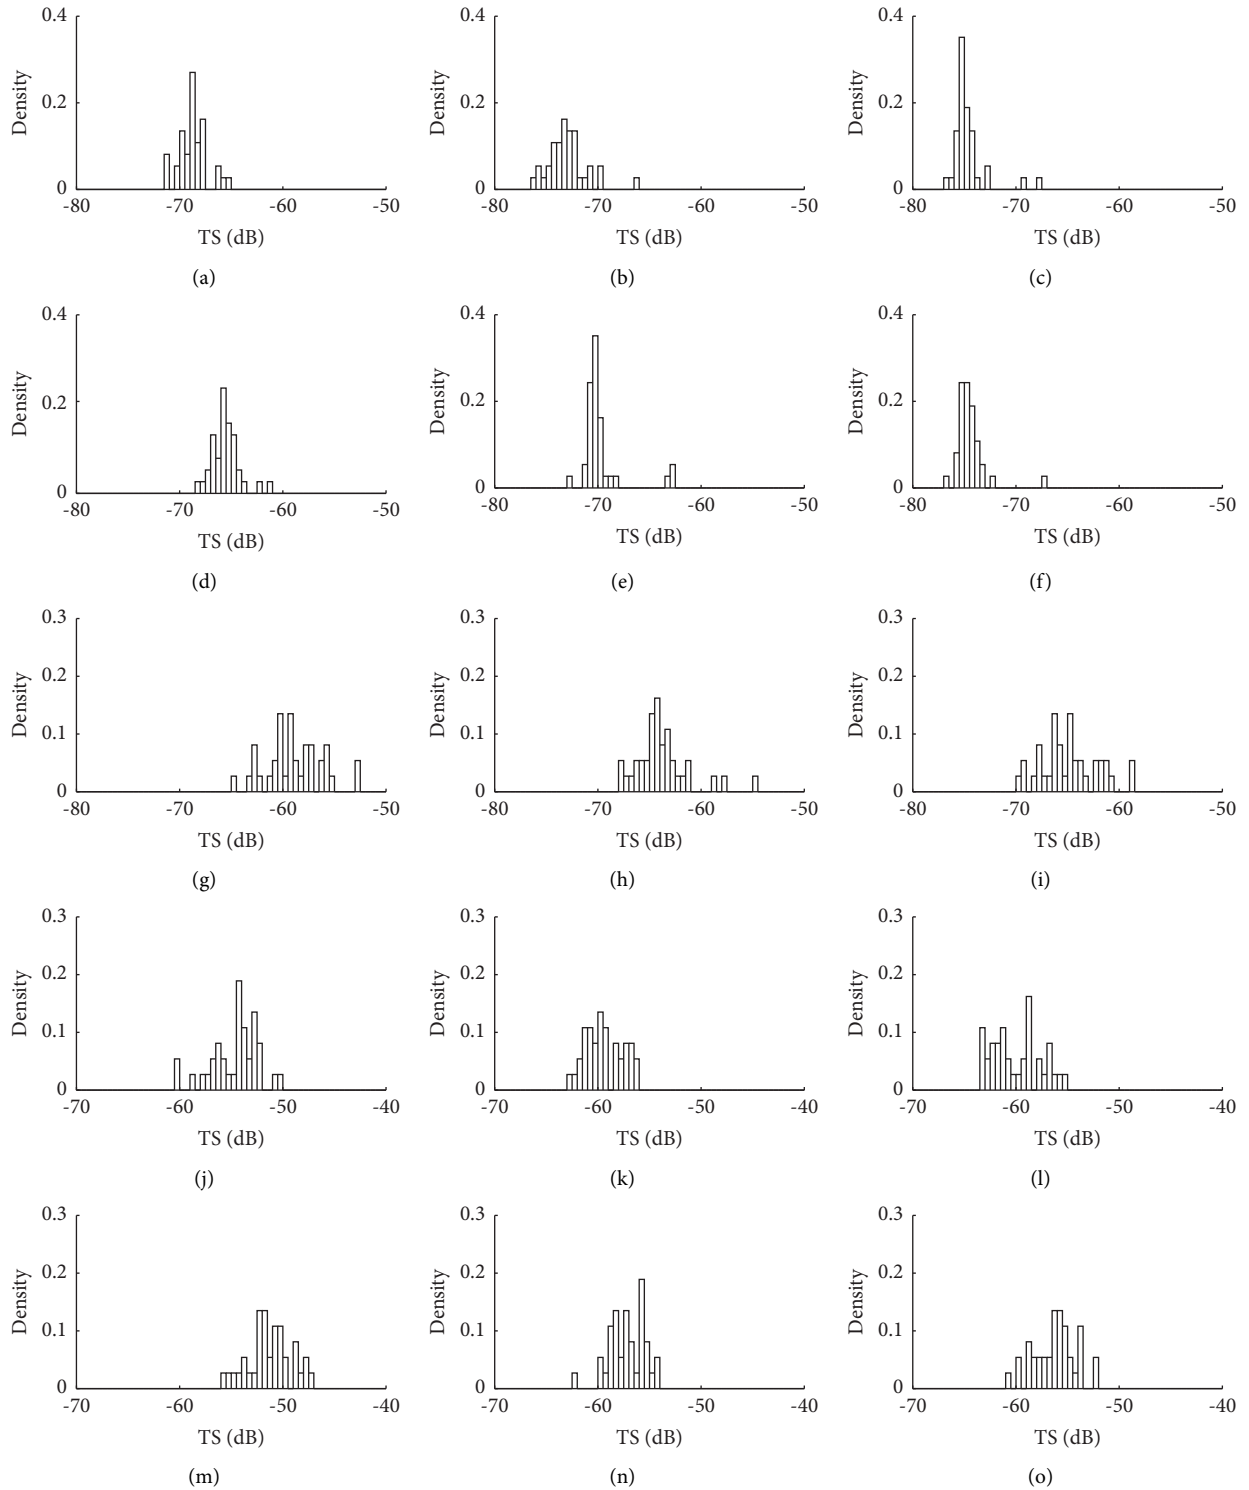 0.4 0.4 0.4
Density Density Density
0.2 0.2 0.2
0 0 0
-80 -70 -60 -50 -80 -70 -60 -50 -80 -70 -60 -50
TS (dB) TS (dB) TS (dB)
(a) (b) (c)
0.4 0.4 0.4
Density Density Density
0.2 0.2 0.2
0 0 0
-80 -70 -60 -50 -80 -70 -60 -50 -80 -70 -60 -50
TS (dB) TS (dB) TS (dB)
(d) (e) (f)
0.3 0.3 0.3
0.2 0.2 0.2
Density Density Density
0.1 0.1 0.1
0 0 0
-80 -70 -60 -50 -80 -70 -60 -50 -80 -70 -60 -50
TS (dB) TS (dB) TS (dB)
(g) (h) (i)
0.3 0.3 0.3
0.2 0.2 0.2
Density Density Density
0.1 0.1 0.1
0 0 0
-70 -60 -50 -40 -70 -60 -50 -40 -70 -60 -50 -40
TS (dB) TS (dB) TS (dB)
(j) (k) (l)
0.3 0.3 0.3
0.2 0.2 0.2
Density Density Density
0.1 0.1 0.1
0 0 0
-70 -60 -50 -40 -70 -60 -50 -40 -70 -60 -50 -40
TS (dB) TS (dB) TS (dB)
(m) (n) (o)